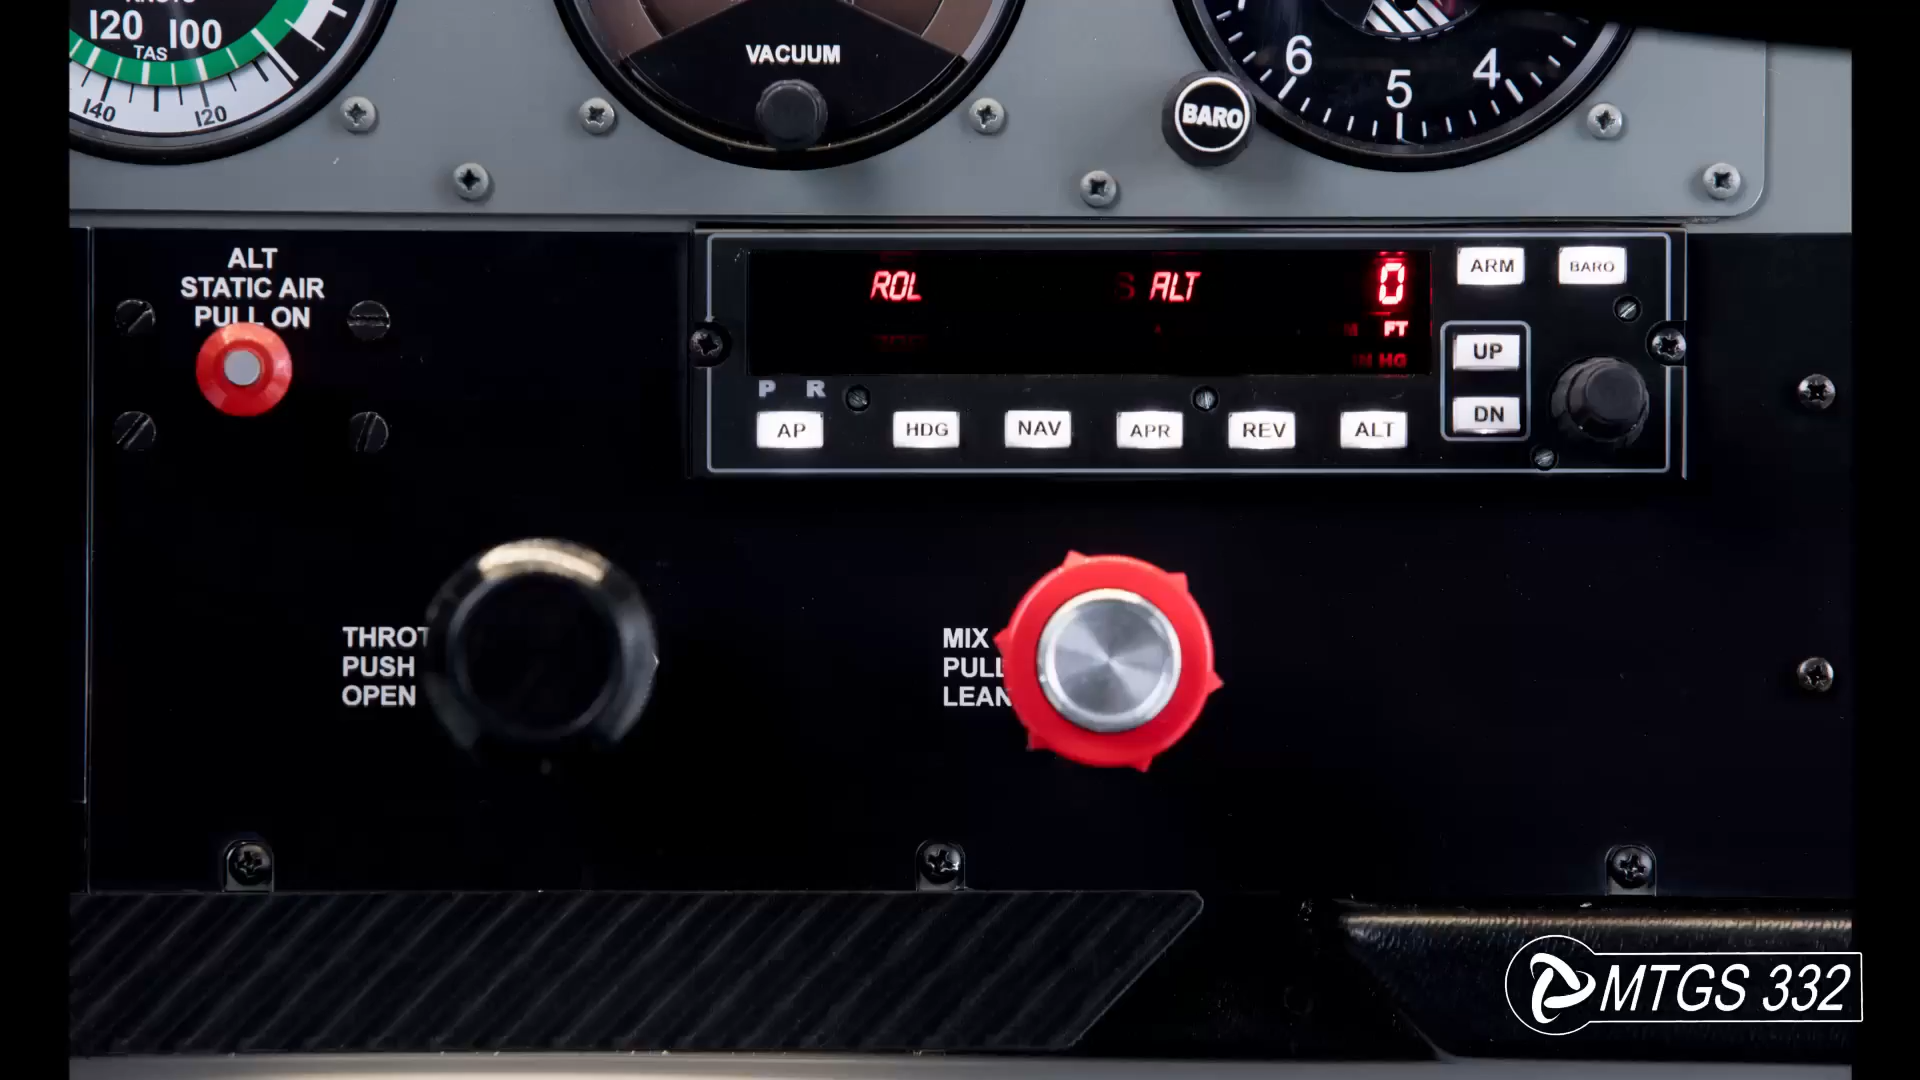 KNOTS
120 100
TAS
140 120
VACUUM
BARO
6 5 4
ALT
STATIC AIR
PULL ON
ROL ALT 0
FT
IN HG
ARM BARO
UP
DN
P R
AP HDG NAV APR REV ALT
THROT
PUSH
OPEN
MIX
PULL
LEAN
MTGS 332